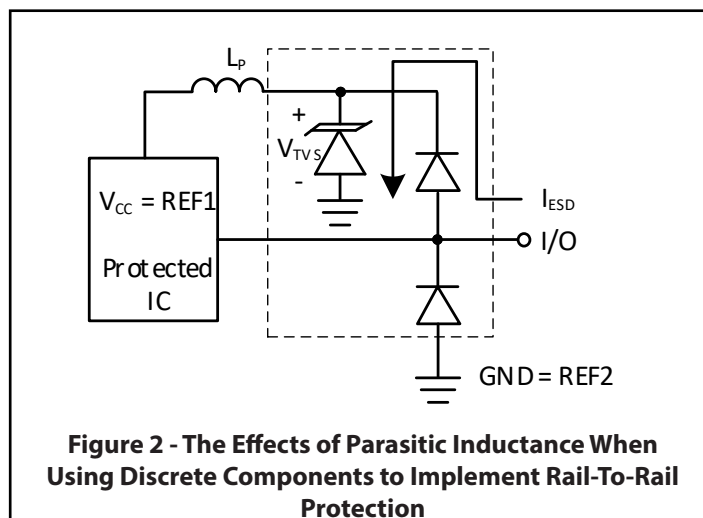 L_P
+
V_TVS
-
I_ESD
V_CC = REF1
I/O
Protected
IC
GND = REF2
Figure 2 - The Effects of Parasitic Inductance When
Using Discrete Components to Implement Rail-To-Rail
Protection